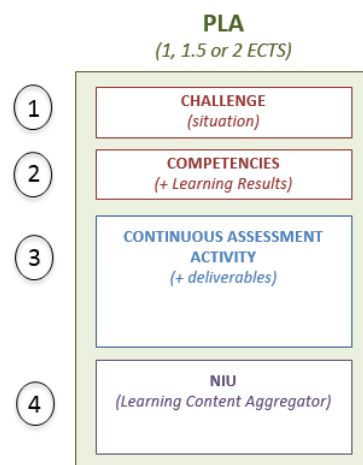 PLA
(1, 1.5 or 2 ECTS)
1
CHALLENGE
(situation)
2
COMPETENCIES
(+ Learning Results)
3
CONTINUOUS ASSESSMENT
ACTIVITY
(+ deliverables)
4
NIU
(Learning Content Aggregator)